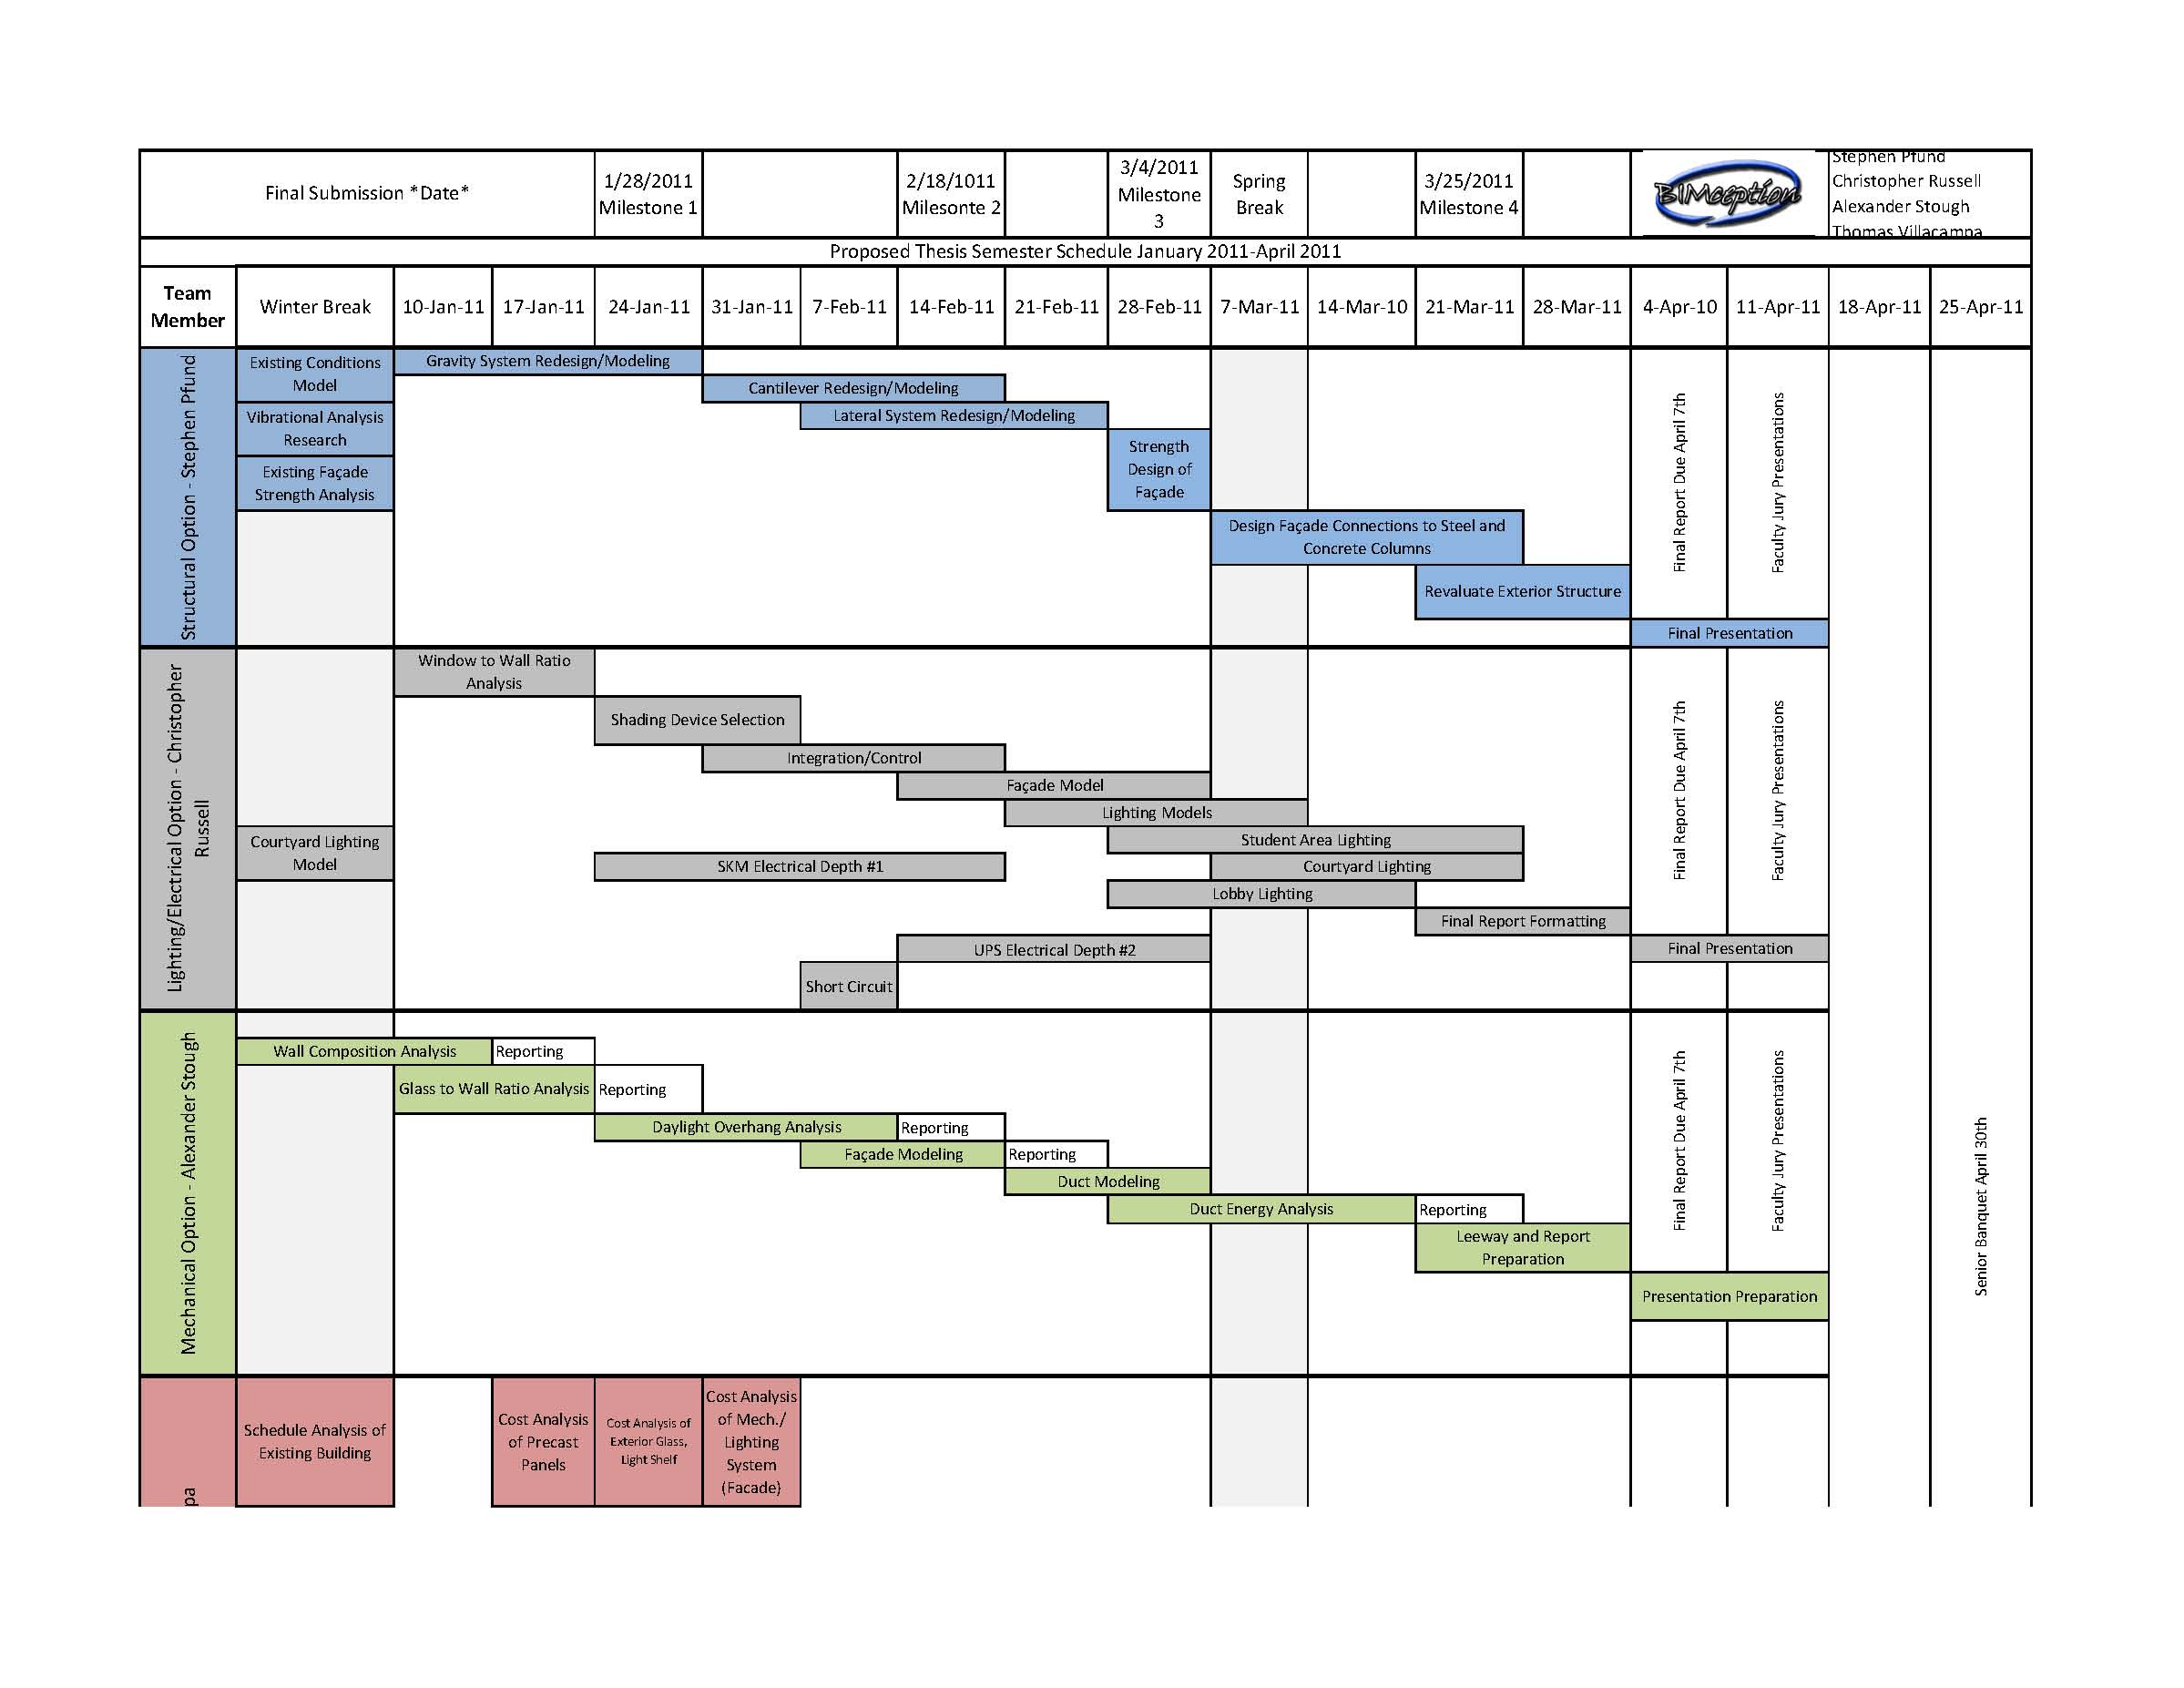 Final Submission *Date*
1/28/2011
Milestone 1
2/18/1011
Milesonte 2
3/4/2011
Milestone
3
Spring
Break
3/25/2011
Milestone 4
BIMception
Stephen Pfund
Christopher Russell
Alexander Stough
Thomas Villacampa
Proposed Thesis Semester Schedule January 2011-April 2011
Team
Member
Winter Break
10-Jan-11
17-Jan-11
24-Jan-11
31-Jan-11
7-Feb-11
14-Feb-11
21-Feb-11
28-Feb-11
7-Mar-11
14-Mar-10
21-Mar-11
28-Mar-11
4-Apr-10
11-Apr-11
18-Apr-11
25-Apr-11
Structural Option - Stephen Pfund
Existing Conditions
Model
Gravity System Redesign/Modeling
Cantilever Redesign/Modeling
Vibrational Analysis
Research
Lateral System Redesign/Modeling
Existing Façade
Strength Analysis
Strength
Design of
Façade
Design Façade Connections to Steel and
Concrete Columns
Revaluate Exterior Structure
Final Report Due April 7th
Faculty Jury Presentations
Final Presentation
Lighting/Electrical Option - Christopher
Russell
Window to Wall Ratio
Analysis
Shading Device Selection
Integration/Control
Façade Model
Lighting Models
Courtyard Lighting
Model
Student Area Lighting
SKM Electrical Depth #1
Courtyard Lighting
Lobby Lighting
Final Report Formatting
UPS Electrical Depth #2
Short Circuit
Final Report Due April 7th
Faculty Jury Presentations
Final Presentation
Mechanical Option - Alexander Stough
Wall Composition Analysis
Reporting
Glass to Wall Ratio Analysis
Reporting
Daylight Overhang Analysis
Reporting
Façade Modeling
Reporting
Duct Modeling
Duct Energy Analysis
Reporting
Leeway and Report
Preparation
Final Report Due April 7th
Faculty Jury Presentations
Presentation Preparation
Senior Banquet April 30th
pa
Schedule Analysis of
Existing Building
Cost Analysis
of Precast
Panels
Cost Analysis of
Exterior Glass,
Light Shelf
Cost Analysis
of Mech./
Lighting
System
(Facade)